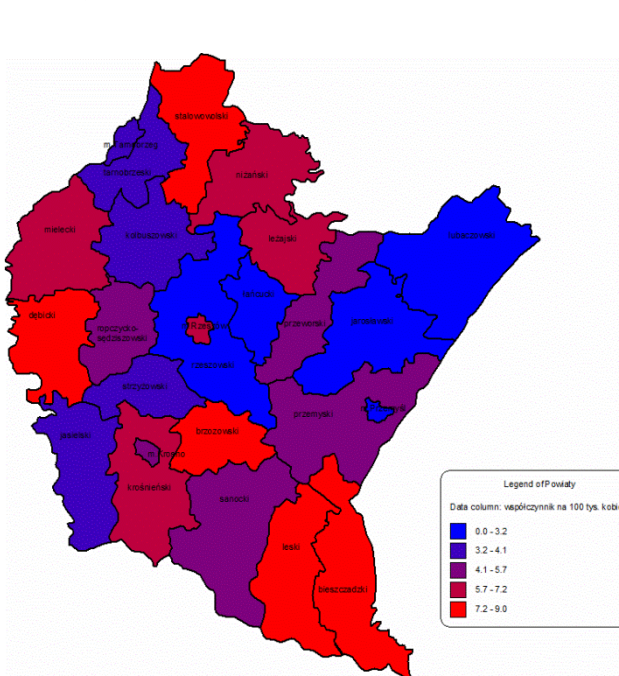 stalowowolski
m.Tarnobrzeg
tarnobrzeski
niżański
mielecki
kolbuszowski
leżajski
lubaczowski
łańcucki
dębicki
ropczycko-
sędziszowski
m.Rzeszów
przeworski
jarosławski
rzeszowski
strzyżowski
przemyski
m.Przemyśl
jasielski
brzozowski
m.Krosno
krośnieński
sanocki
leski
bieszczadzki
Legend of Powiaty
Data column: współczynnik na 100 tys. kobie
0.0 - 3.2
3.2 - 4.1
4.1 - 5.7
5.7 - 7.2
7.2 - 9.0